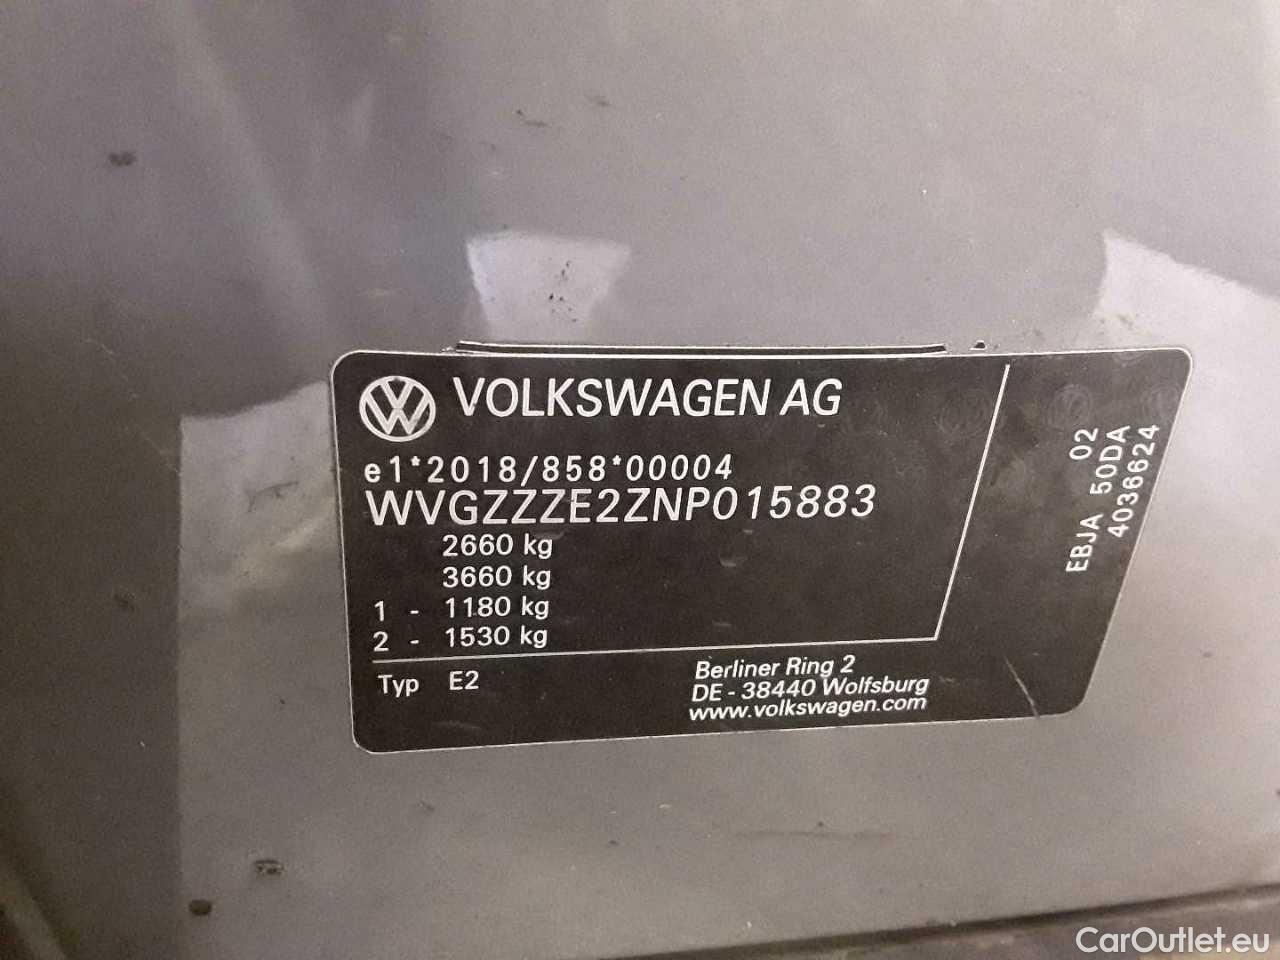 VOLKSWAGEN AG
e1*2018/858*00004
WVGZZZE2ZNP015883
2660 kg
3660 kg
1 - 1180 kg
2 - 1530 kg
Typ E2
Berliner Ring 2
DE - 38440 Wolfsburg
www.volkswagen.com
02
EBJA 50DA
4036624
CarOutlet.eu